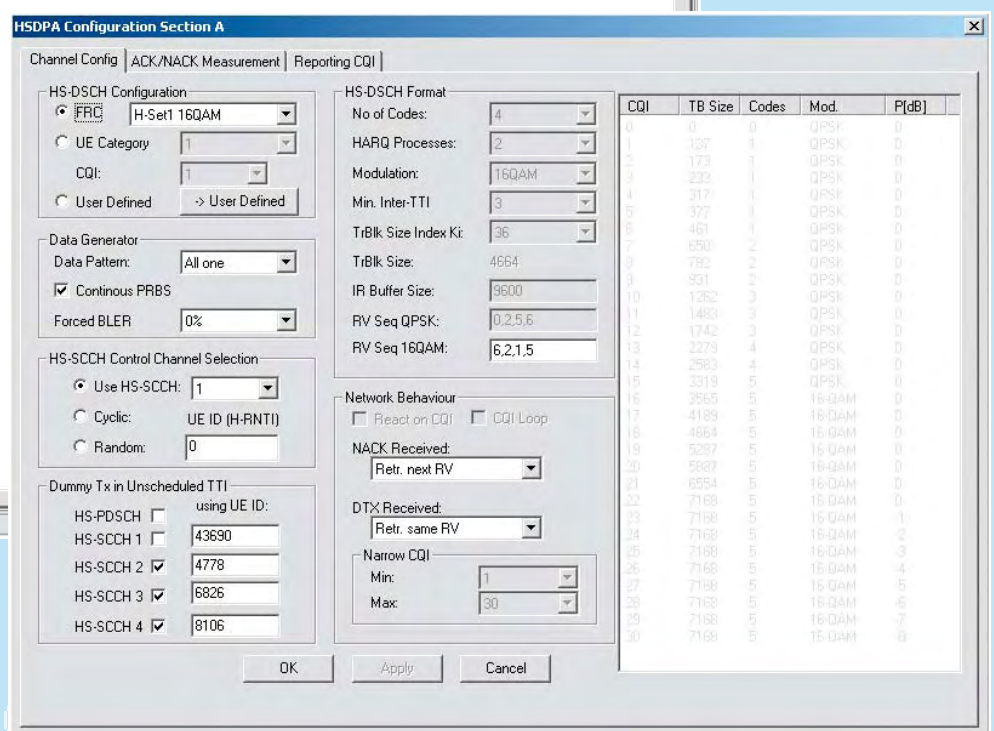 HSDPA Configuration Section A
Channel Config ACK/NACK Measurement Reporting CQI
HS-DSCH Configuration
FRC H-Set1 16QAM
UE Category 1
CQI: 1
User Defined -> User Defined
Data Generator
Data Pattern: All one
Continous PRBS
Forced BLER 0%
HS-SCCH Control Channel Selection
Use HS-SCCH: 1
Cyclic: UE ID (H-RNTI)
Random: 0
Dummy Tx in Unscheduled TTI
using UE ID:
HS-PDSCH
HS-SCCH 1 43690
HS-SCCH 2 4778
HS-SCCH 3 6826
HS-SCCH 4 8106
HS-DSCH Format
No of Codes: 4
HARQ Processes: 2
Modulation: 16QAM
Min. Inter-TTI 3
TrBlk Size Index Ki: 36
TrBlk Size: 4664
IR Buffer Size: 9600
RV Seq QPSK: 0,2,5,6
RV Seq 16QAM: 6,2,1,5
Network Behaviour
React on CQI CQI Loop
NACK Received:
Retr. next RV
DTX Received:
Retr. same RV
Narrow CQI
Min: 1
Max: 30
CQI TB Size Codes Mod. P[dB]
0 0 0 QPSK 0
1 137 1 QPSK 0
2 173 1 QPSK 0
3 233 1 QPSK 0
4 317 1 QPSK 0
5 377 1 QPSK 0
6 461 1 QPSK 0
7 650 2 QPSK 0
8 792 2 QPSK 0
9 931 2 QPSK 0
10 1262 3 QPSK 0
11 1483 3 QPSK 0
12 1742 3 QPSK 0
13 2279 4 QPSK 0
14 2583 4 QPSK 0
15 3319 5 QPSK 0
16 3565 5 16-QAM 0
17 4189 5 16-QAM 0
18 4664 5 16-QAM 0
19 5287 5 16-QAM 0
20 5887 5 16-QAM 0
21 6554 5 16-QAM 0
22 7168 5 16-QAM 0
23 7168 5 16-QAM -1
24 7168 5 16-QAM -2
25 7168 5 16-QAM -3
26 7168 5 16-QAM -4
27 7168 5 16-QAM -5
28 7168 5 16-QAM -6
29 7168 5 16-QAM -7
30 7168 5 16-QAM -8
OK Apply Cancel